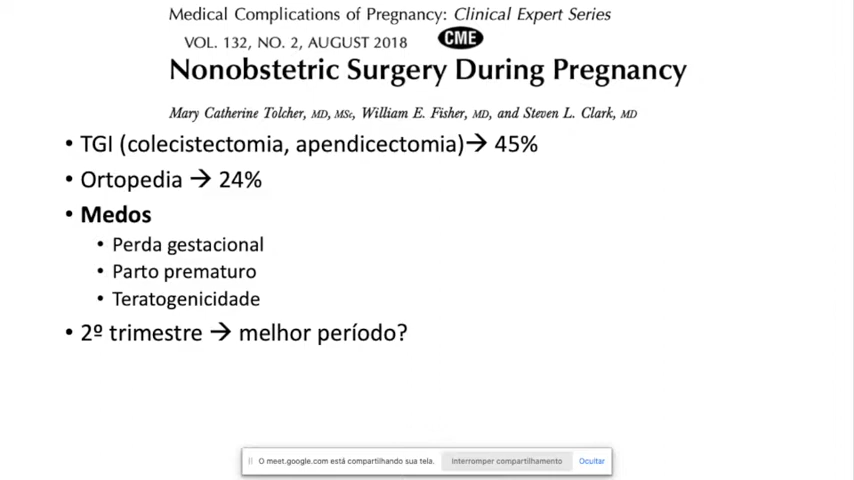 Medical Complications of Pregnancy: Clinical Expert Series
VOL. 132, NO. 2, AUGUST 2018 CME
Nonobstetric Surgery During Pregnancy
Mary Catherine Tolcher, MD, MSc, William E. Fisher, MD, and Steven L. Clark, MD
• TGI (colecistectomia, apendicectomia)→ 45%
• Ortopedia → 24%
• Medos
• Perda gestacional
• Parto prematuro
• Teratogenicidade
• 2º trimestre → melhor período?
O meet.google.com está compartilhando sua tela. Interromper compartilhamento Ocultar